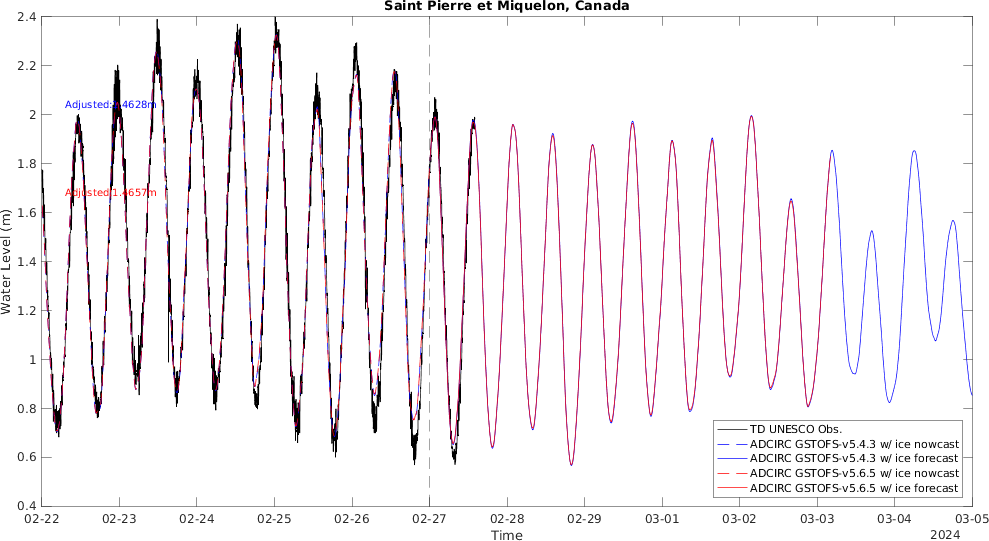 Saint Pierre et Miquelon, Canada
2.4
2.2
2
1.8
1.6
1.4
1.2
1
0.8
0.6
0.4
Water Level (m)
Adjusted:1.4628m
Adjusted:1.4657m
TD UNESCO Obs.
ADCIRC GSTOFS-v5.4.3 w/ ice nowcast
ADCIRC GSTOFS-v5.4.3 w/ ice forecast
ADCIRC GSTOFS-v5.6.5 w/ ice nowcast
ADCIRC GSTOFS-v5.6.5 w/ ice forecast
02-22 02-23 02-24 02-25 02-26 02-27 02-28 02-29 03-01 03-02 03-03 03-04 03-05
Time
2024